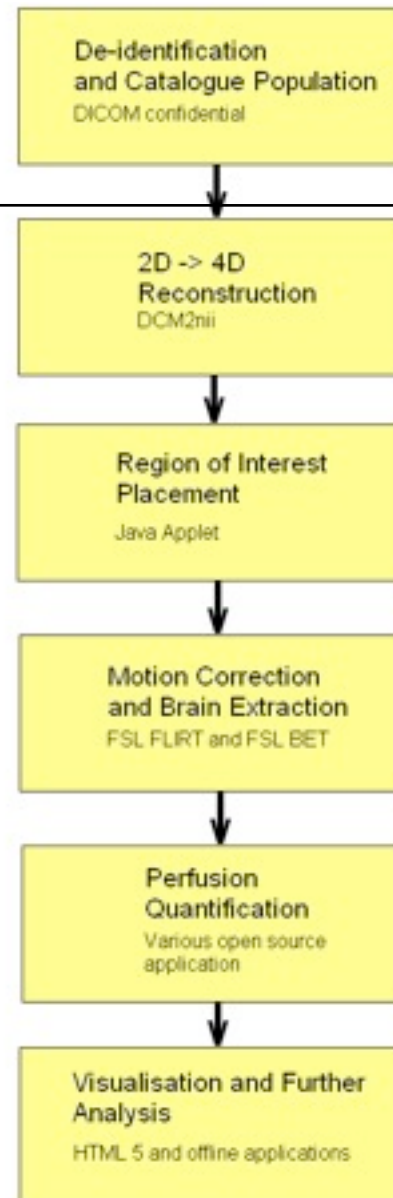 De-identification
and Catalogue Population
DICOM confidential
2D -> 4D
Reconstruction
DCM2nii
Region of Interest
Placement
Java Applet
Motion Correction
and Brain Extraction
FSL FLIRT and FSL BET
Perfusion
Quantification
Various open source
application
Visualisation and Further
Analysis
HTML 5 and offline applications